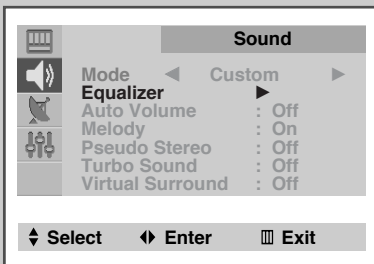 Sound
Mode ◀ Custom ▶
Equalizer ▶
Auto Volume : Off
Melody : On
Pseudo Stereo : Off
Turbo Sound : Off
Virtual Surround : Off
Select Enter Exit